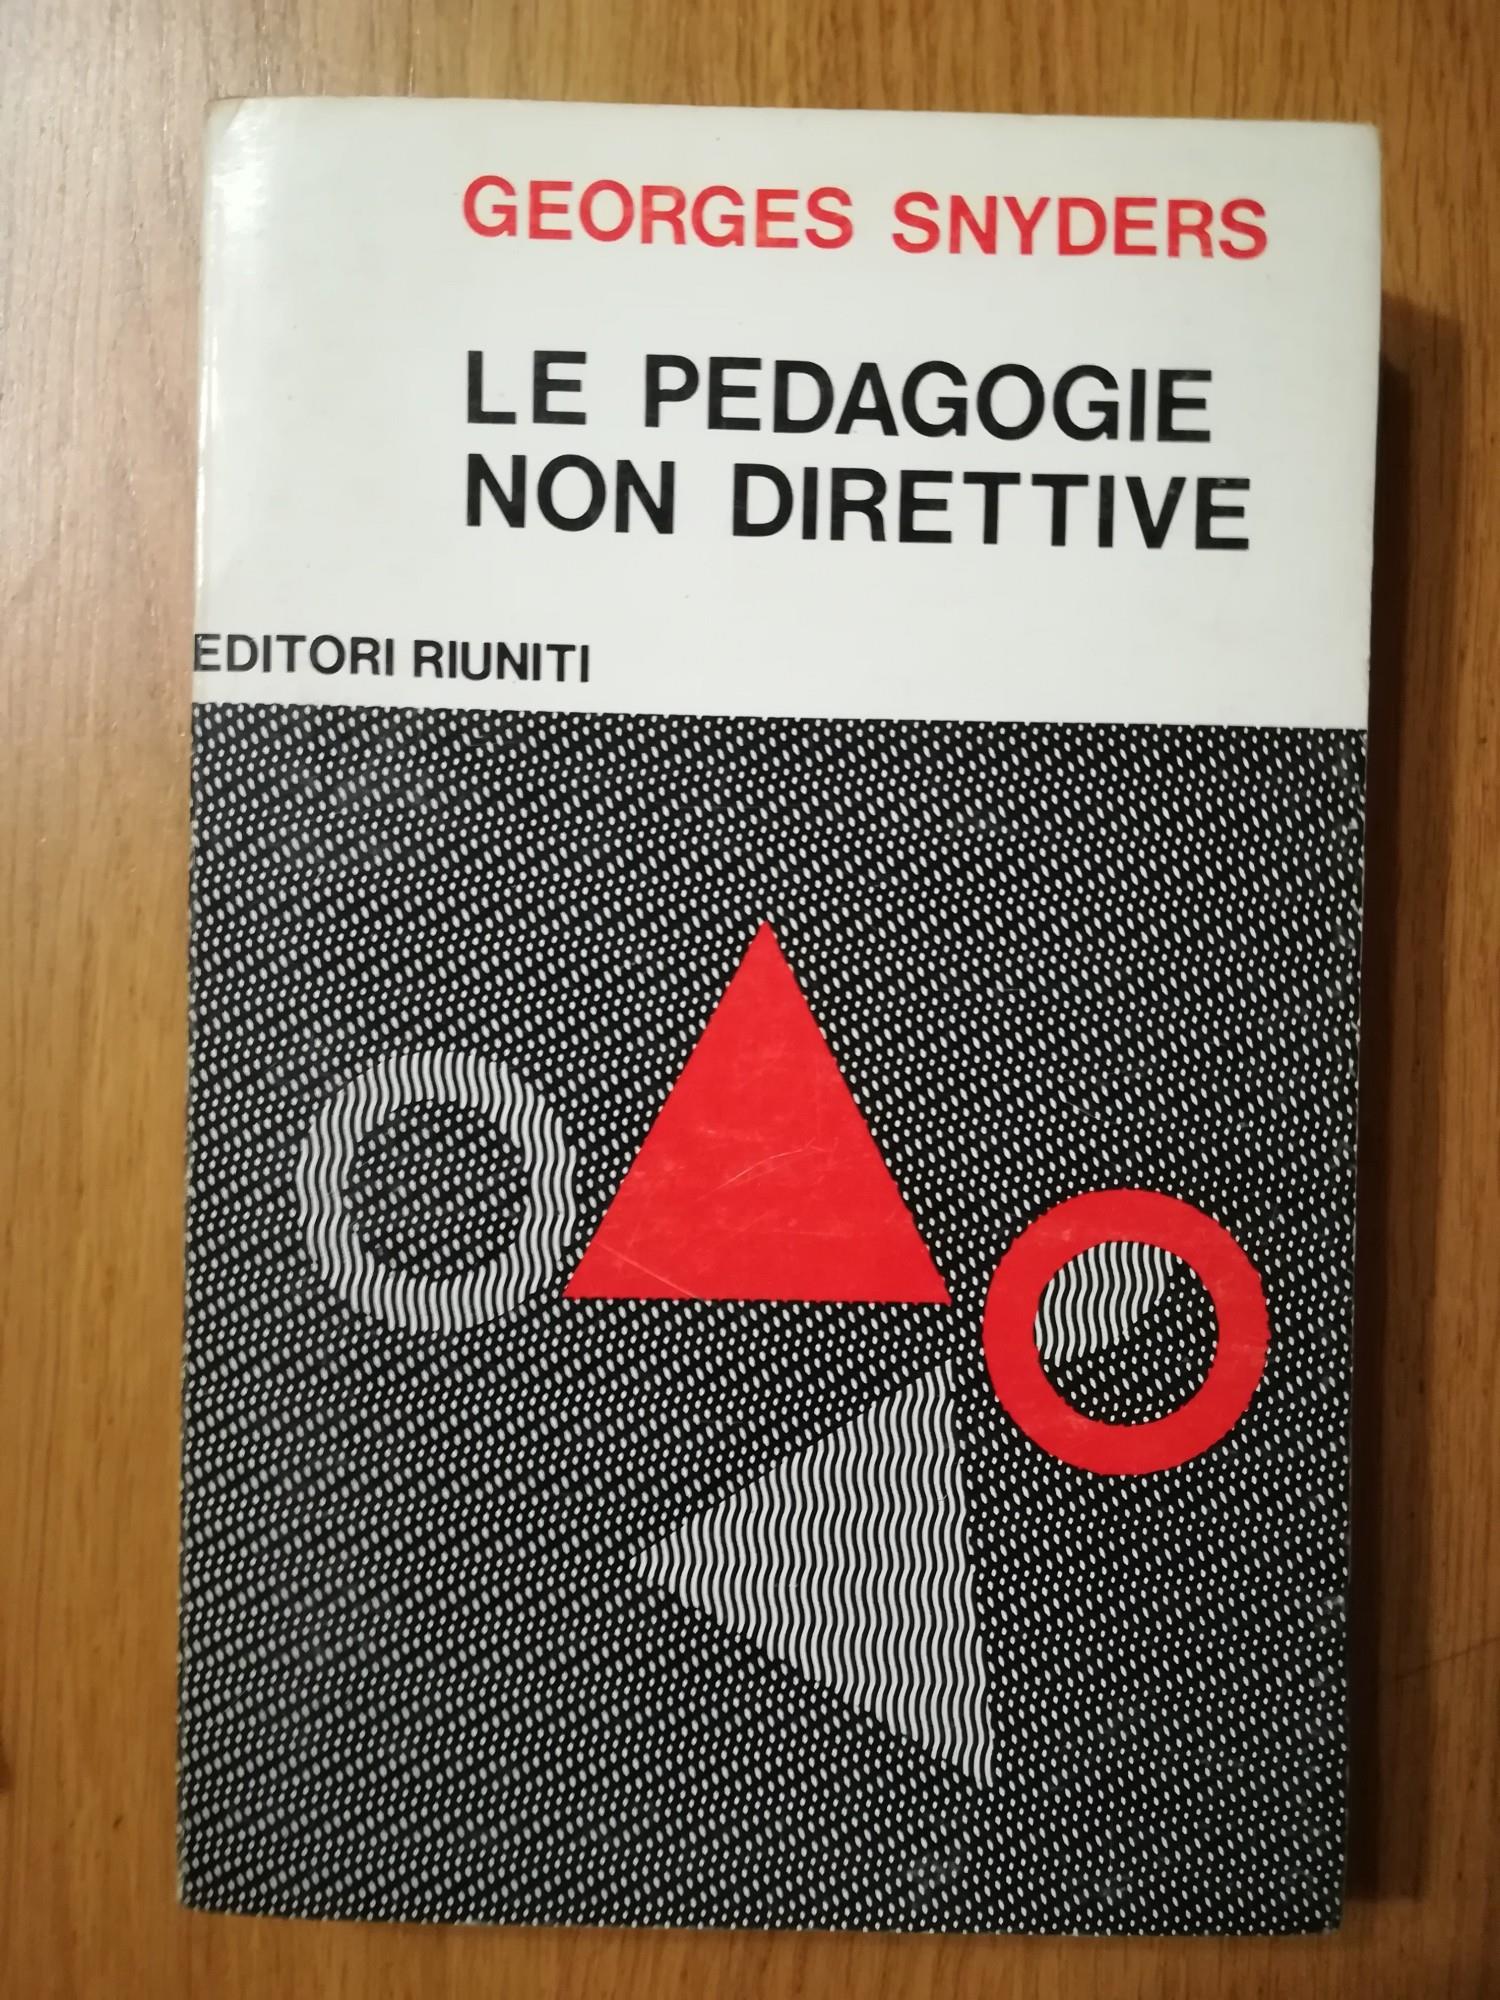 GEORGES SNYDERS
LE PEDAGOGIE
NON DIRETTIVE
EDITORI RIUNITI